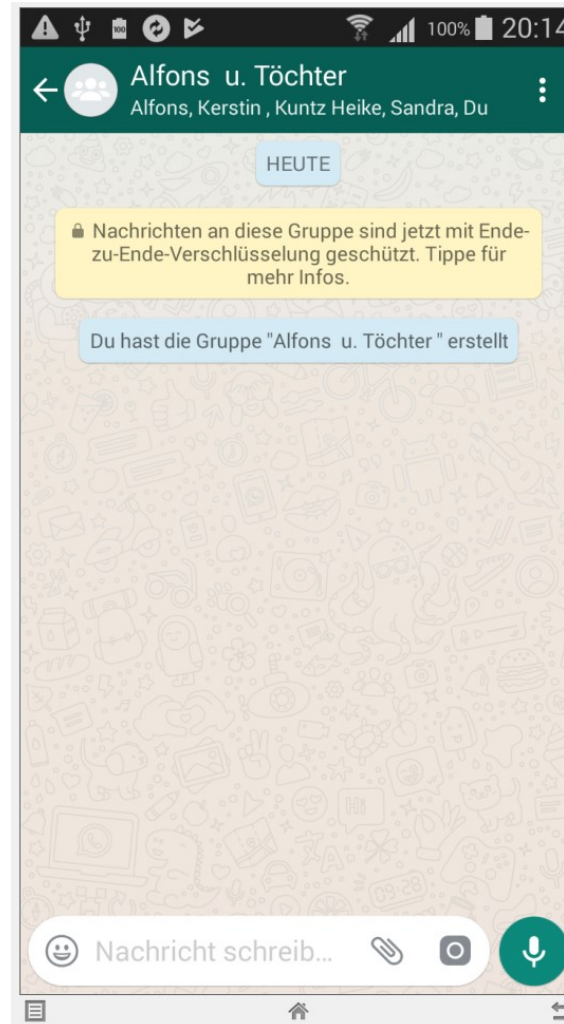 100% 20:14
Alfons u. Töchter
Alfons, Kerstin , Kuntz Heike, Sandra, Du
HEUTE
Nachrichten an diese Gruppe sind jetzt mit Ende-
zu-Ende-Verschlüsselung geschützt. Tippe für
mehr Infos.
Du hast die Gruppe "Alfons u. Töchter " erstellt
Nachricht schreib...